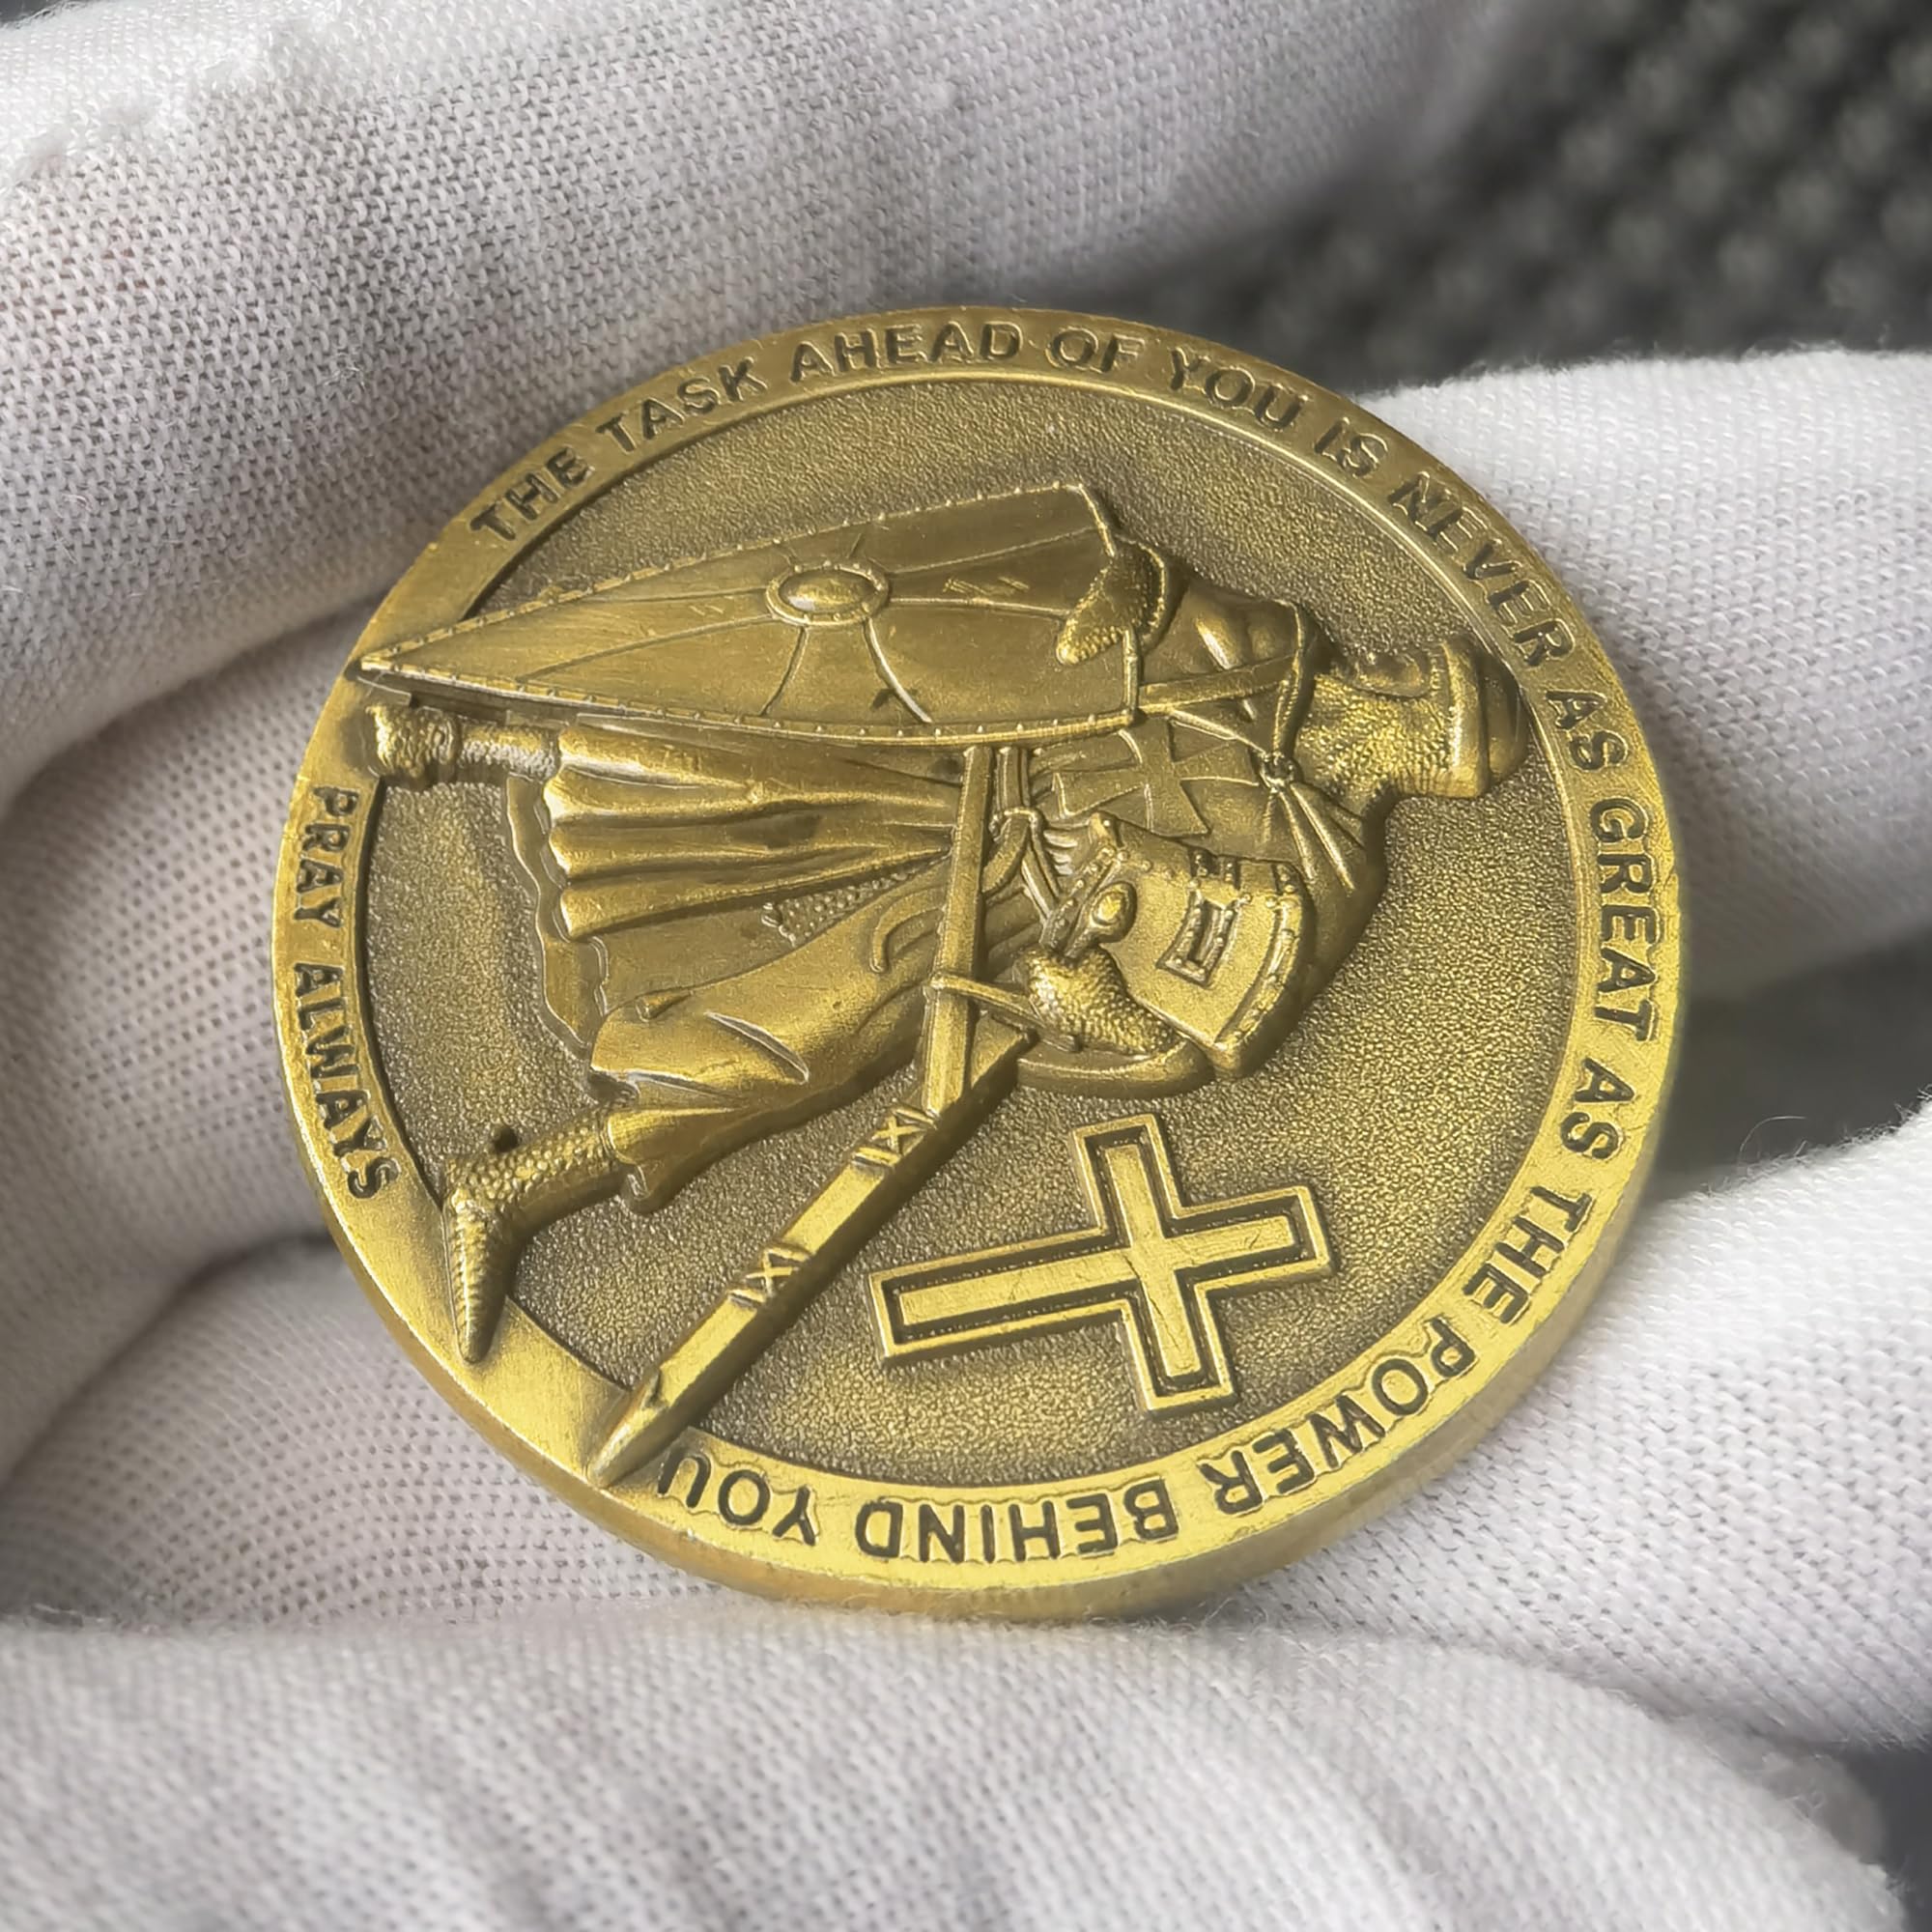 THE TASK AHEAD OF YOU IS NEVER AS GREAT AS THE POWER BEHIND YOU
PRAY ALWAYS